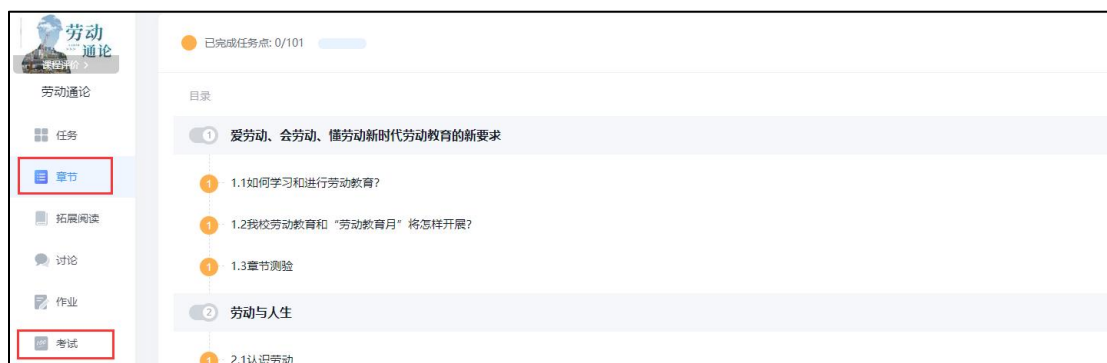 劳动
通论
课程评价 >
劳动通论
任务
章节
拓展阅读
讨论
作业
考试
已完成任务点: 0/101
目录
1 爱劳动、会劳动、懂劳动新时代劳动教育的新要求
1 1.1如何学习和进行劳动教育?
1 1.2我校劳动教育和“劳动教育月”将怎样开展?
1 1.3章节测验
2 劳动与人生
1 2.1认识劳动